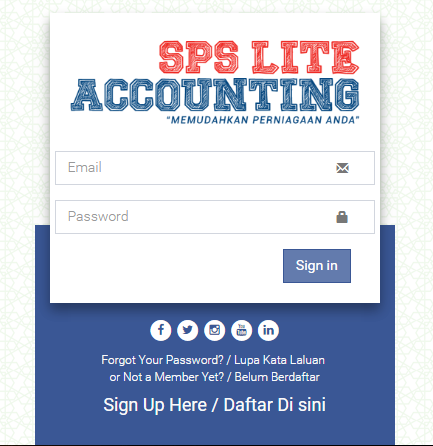 SPS LITE
ACCOUNTING
"MEMUDAHKAN PERNIAGAAN ANDA"
Email
Password
Sign in
Forgot Your Password? / Lupa Kata Laluan
or Not a Member Yet? / Belum Berdaftar
Sign Up Here / Daftar Di sini